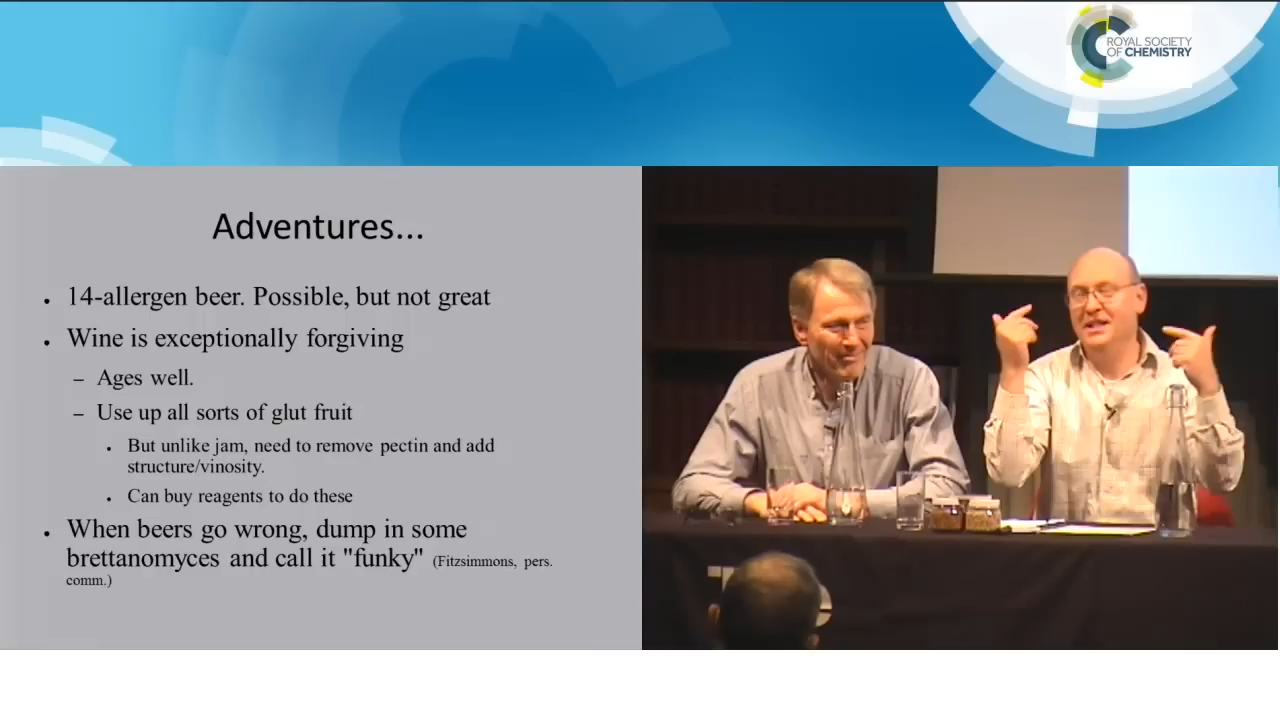 ROYAL SOCIETY
OF CHEMISTRY
Adventures...
14-allergen beer. Possible, but not great
Wine is exceptionally forgiving
– Ages well.
– Use up all sorts of glut fruit
But unlike jam, need to remove pectin and add
structure/vinosity.
Can buy reagents to do these
When beers go wrong, dump in some
brettanomyces and call it "funky" (Fitzsimmons, pers.
comm.)